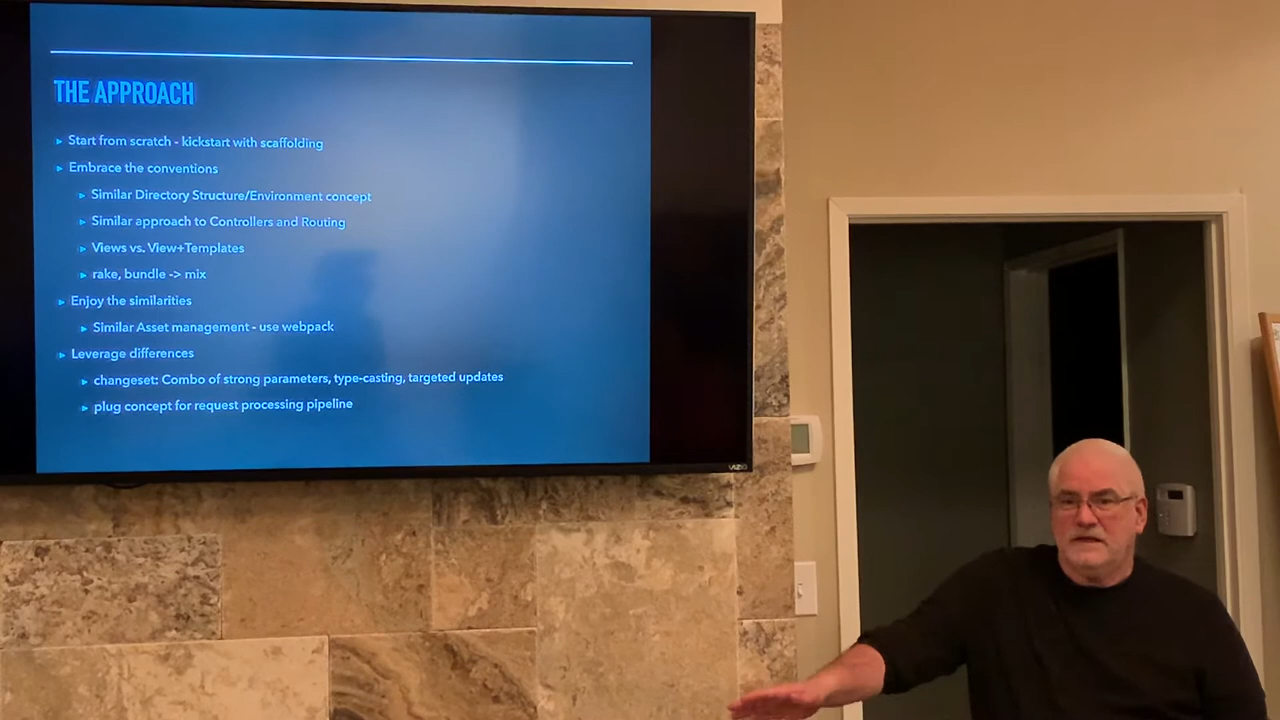 THE APPROACH
Start from scratch - kickstart with scaffolding
Embrace the conventions
Similar Directory Structure/Environment concept
Similar approach to Controllers and Routing
Views vs. View+Templates
rake, bundle -> mix
Enjoy the similarities
Similar Asset management - use webpack
Leverage differences
changeset: Combo of strong parameters, type-casting, targeted updates
plug concept for request processing pipeline
VIZIO